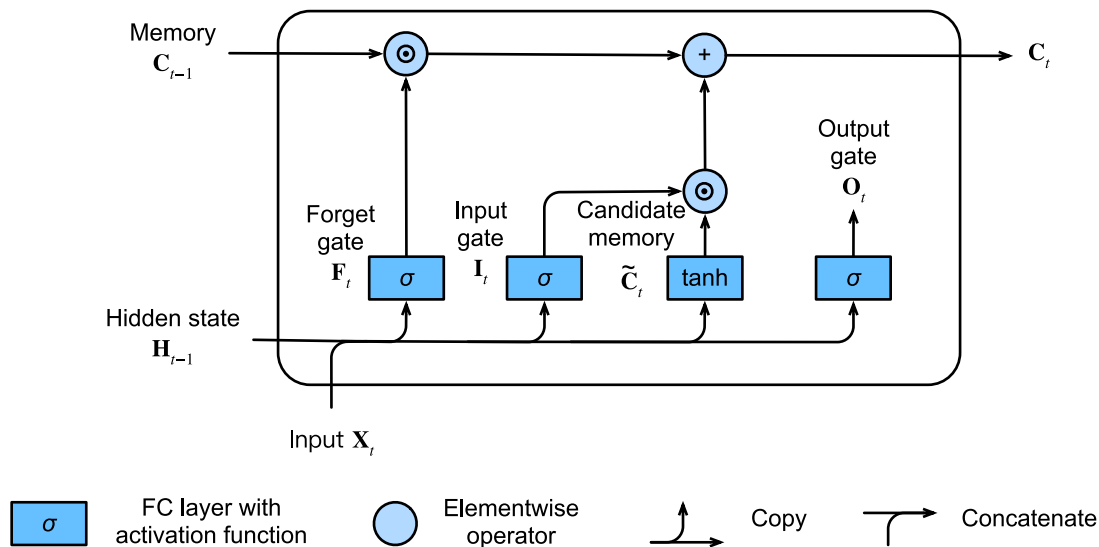 Memory
C_{t−1}
⊙
+
C_t
Output
gate
O_t
⊙
Forget
gate
F_t
Input
gate
I_t
Candidate
memory
C̃_t
σ
σ
tanh
σ
Hidden state
H_{t−1}
Input X_t
σ
FC layer with
activation function
Elementwise
operator
Copy
Concatenate